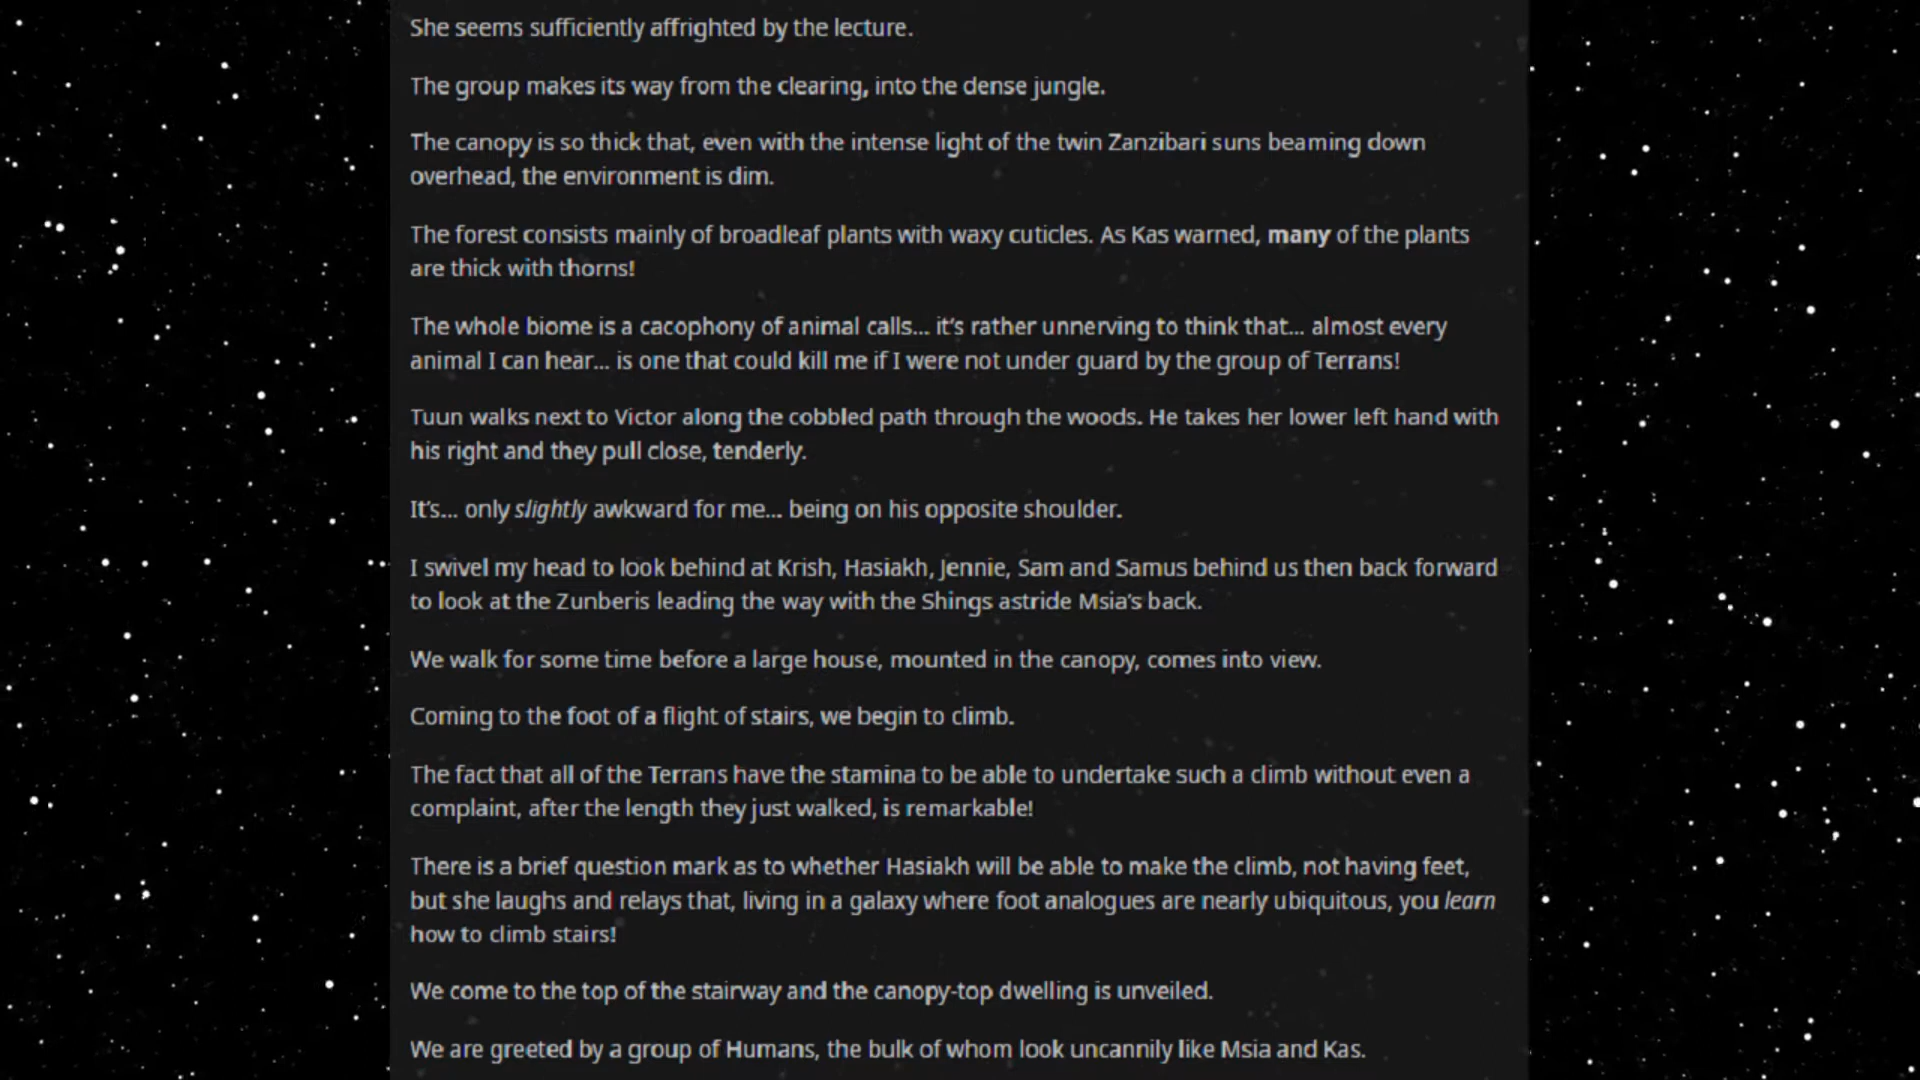 She seems sufficiently affrighted by the lecture.
The group makes its way from the clearing, into the dense jungle.
The canopy is so thick that, even with the intense light of the twin Zanzibari suns beaming down
overhead, the environment is dim.
The forest consists mainly of broadleaf plants with waxy cuticles. As Kas warned, many of the plants
are thick with thorns!
The whole biome is a cacophony of animal calls... it's rather unnerving to think that... almost every
animal I can hear... is one that could kill me if I were not under guard by the group of Terrans!
Tuun walks next to Victor along the cobbled path through the woods. He takes her lower left hand with
his right and they pull close, tenderly.
It's... only slightly awkward for me... being on his opposite shoulder.
I swivel my head to look behind at Krish, Hasiakh, Jennie, Sam and Samus behind us then back forward
to look at the Zunberis leading the way with the Shings astride Msia's back.
We walk for some time before a large house, mounted in the canopy, comes into view.
Coming to the foot of a flight of stairs, we begin to climb.
The fact that all of the Terrans have the stamina to be able to undertake such a climb without even a
complaint, after the length they just walked, is remarkable!
There is a brief question mark as to whether Hasiakh will be able to make the climb, not having feet,
but she laughs and relays that, living in a galaxy where foot analogues are nearly ubiquitous, you learn
how to climb stairs!
We come to the top of the stairway and the canopy-top dwelling is unveiled.
We are greeted by a group of Humans, the bulk of whom look uncannily like Msia and Kas.